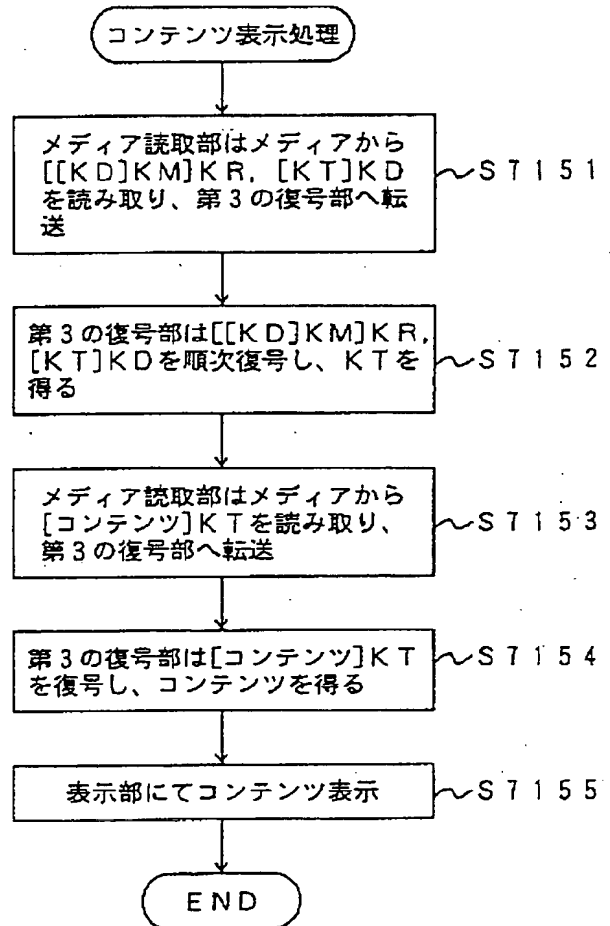 コンテンツ表示処理
メディア読取部はメディアから
[[KD]KM]KR, [KT]KD
を読み取り、第3の復号部へ転
送
S7151
第3の復号部は[[KD]KM]KR,
[KT]KDを順次復号し、KTを
得る
S7152
メディア読取部はメディアから
[コンテンツ]KTを読み取り、
第3の復号部へ転送
S7153
第3の復号部は[コンテンツ]KT
を復号し、コンテンツを得る
S7154
表示部にてコンテンツ表示
S7155
END